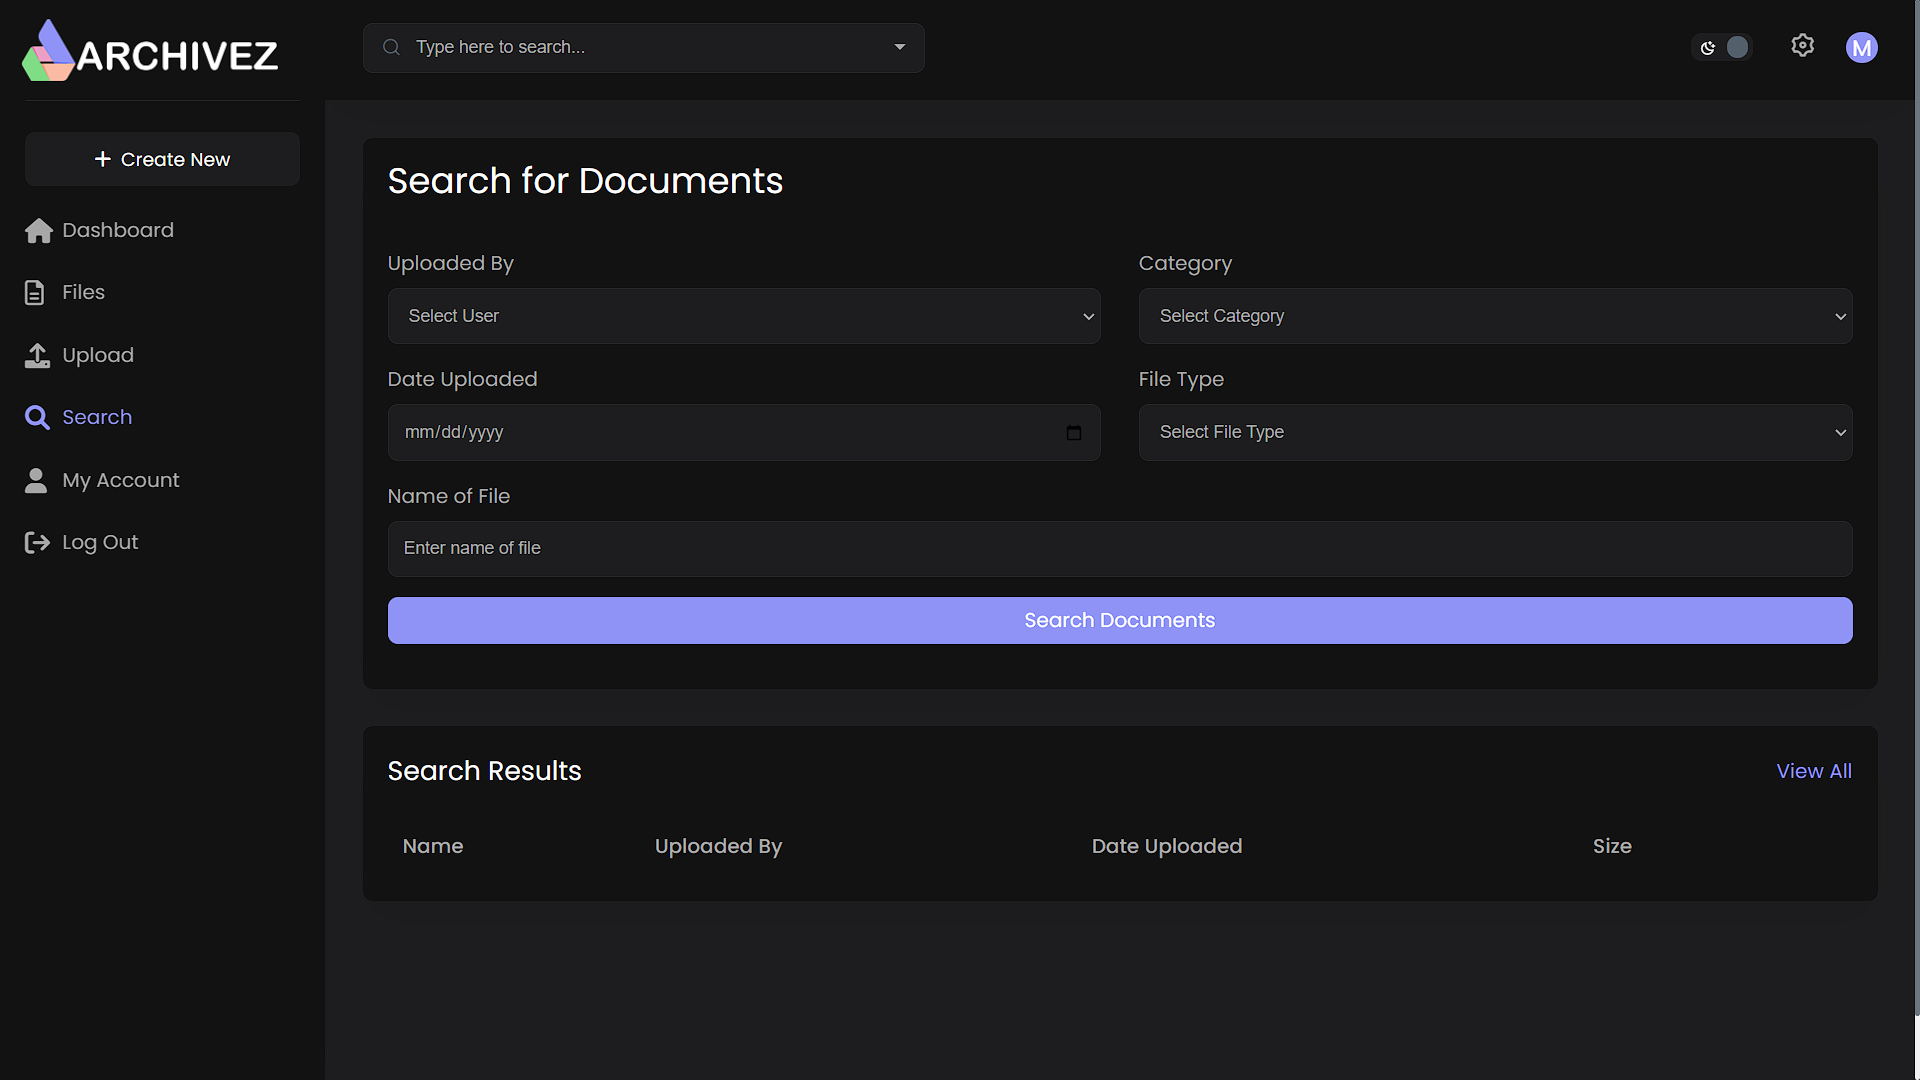 ARCHIVEZ
Type here to search...
M
Create New
Dashboard
Files
Upload
Search
My Account
Log Out
Search for Documents
Uploaded By
Category
Select User
Select Category
Date Uploaded
File Type
mm/dd/yyyy
Select File Type
Name of File
Enter name of file
Search Documents
Search Results
View All
Name Uploaded By Date Uploaded Size